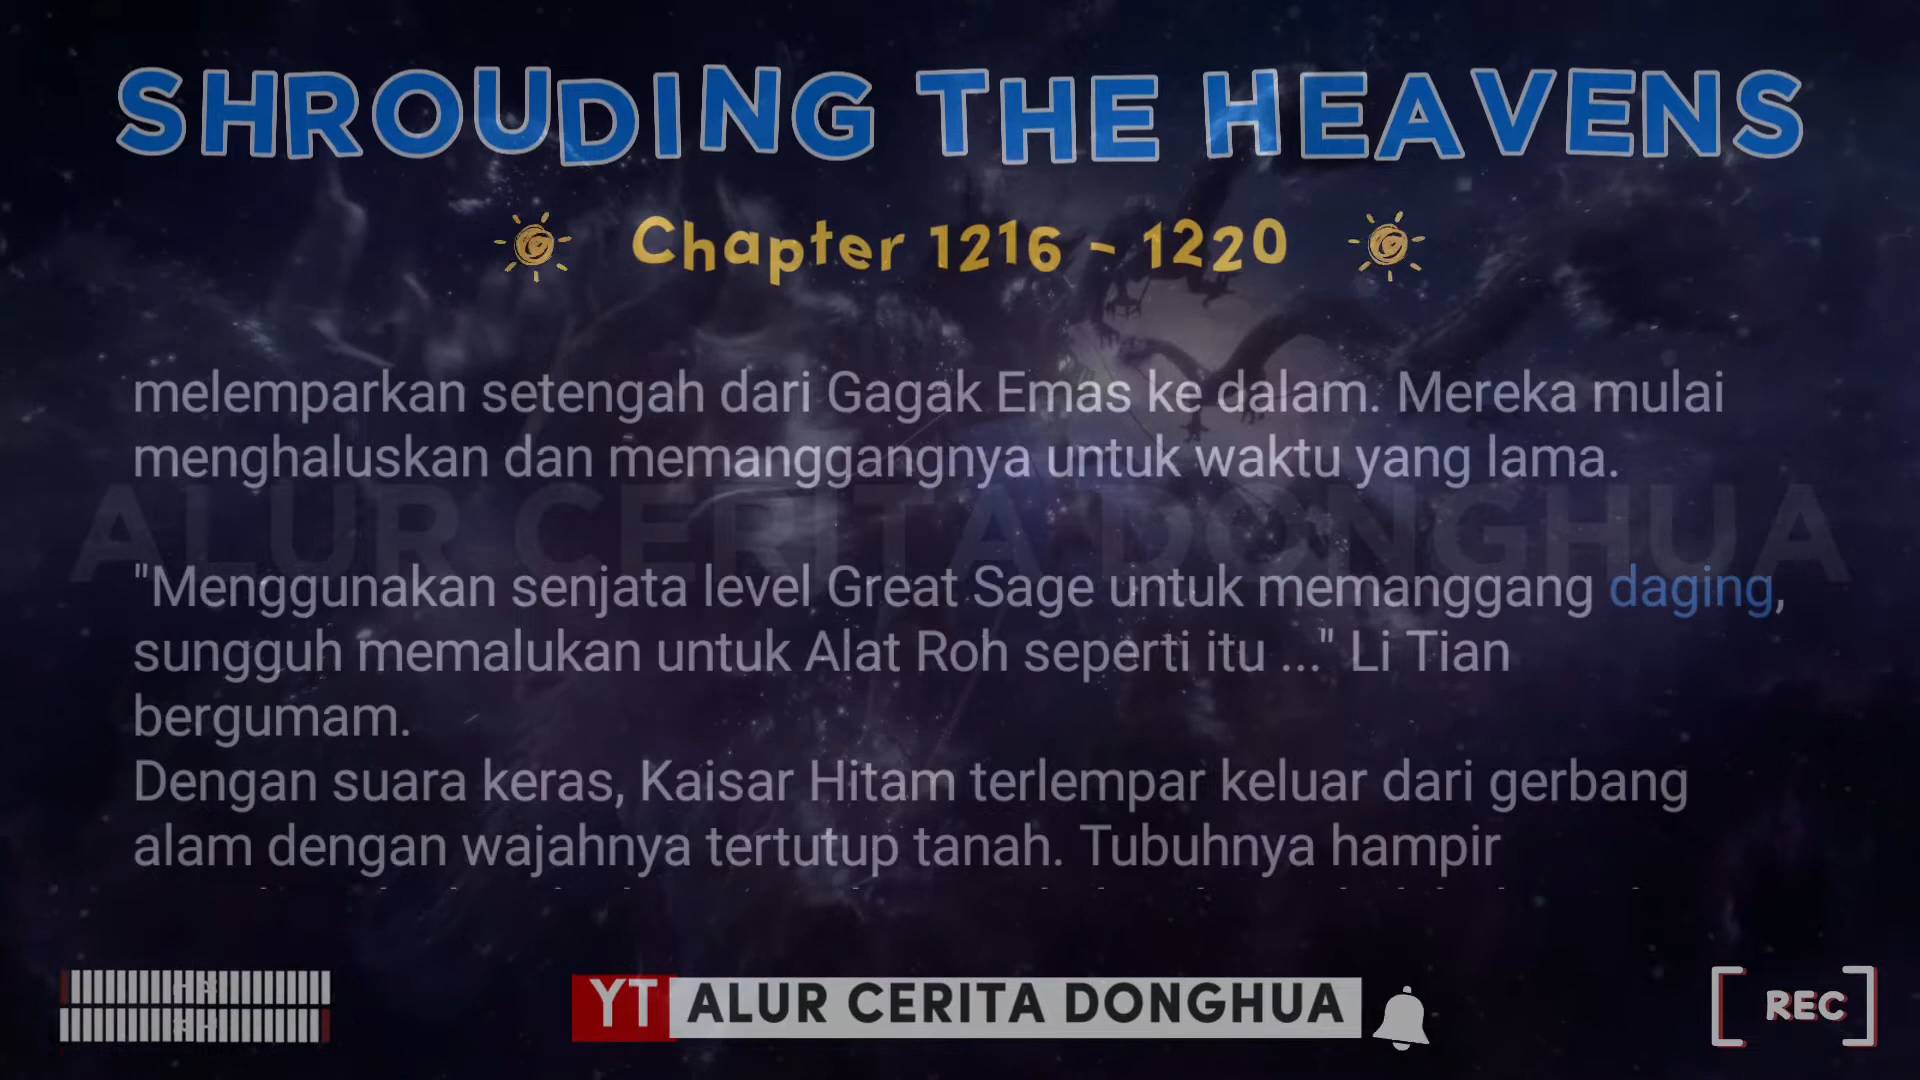 SHROUDING THE HEAVENS
Chapter 1216 - 1220
melemparkan setengah dari Gagak Emas ke dalam. Mereka mulai
menghaluskan dan memanggangnya untuk waktu yang lama.
ALUR CERITA DONGHUA
"Menggunakan senjata level Great Sage untuk memanggang daging,
sungguh memalukan untuk Alat Roh seperti itu ..." Li Tian
bergumam.
Dengan suara keras, Kaisar Hitam terlempar keluar dari gerbang
alam dengan wajahnya tertutup tanah. Tubuhnya hampir
YT ALUR CERITA DONGHUA
REC